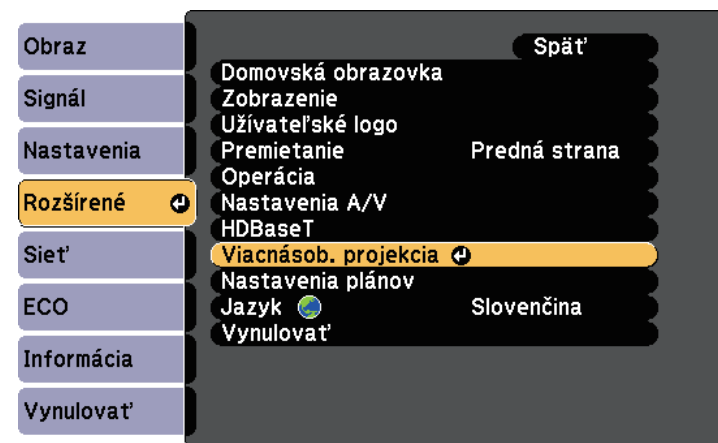 Obraz
Signál
Nastavenia
Rozšírené
Sieť
ECO
Informácia
Vynulovať
Späť
Domovská obrazovka
Zobrazenie
Užívateľské logo
Premietanie Predná strana
Operácia
Nastavenia A/V
HDBaseT
Viacnásob. projekcia
Nastavenia plánov
Jazyk Slovenčina
Vynulovať